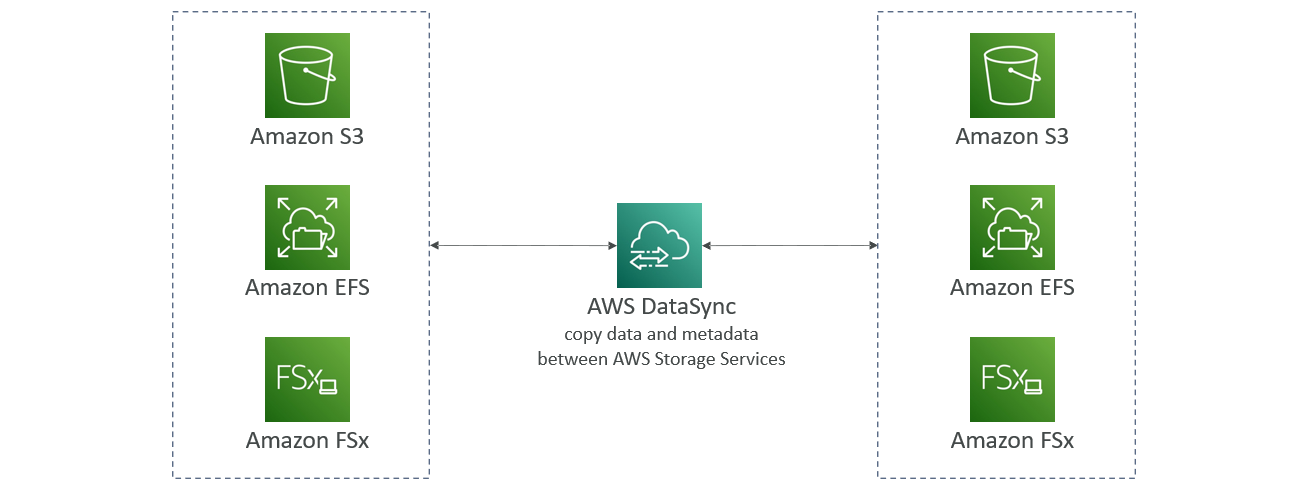 Amazon S3
Amazon EFS
FSx
Amazon FSx
AWS DataSync
copy data and metadata
between AWS Storage Services
Amazon S3
Amazon EFS
FSx
Amazon FSx